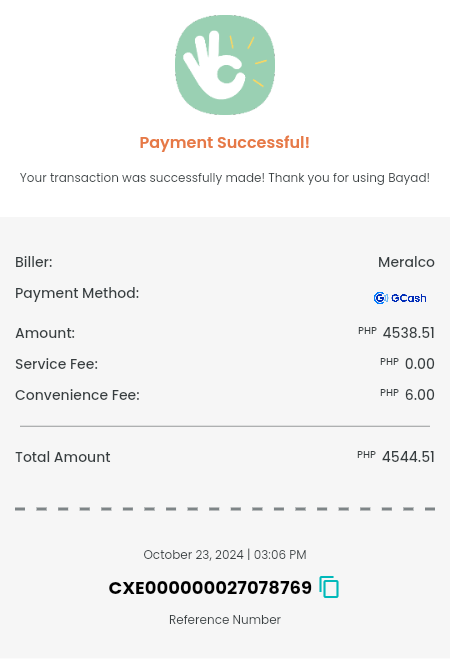 Payment Successful!
Your transaction was successfully made! Thank you for using Bayad!
Biller: Meralco
Payment Method: GCash
Amount: PHP 4538.51
Service Fee: PHP 0.00
Convenience Fee: PHP 6.00
Total Amount PHP 4544.51
October 23, 2024 | 03:06 PM
CXE000000027078769
Reference Number